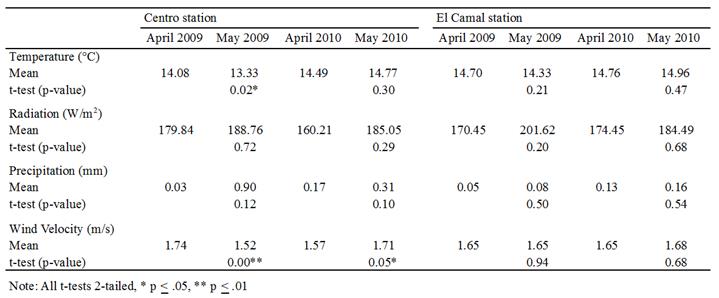 Centro station El Camal station
April 2009 May 2009 April 2010 May 2010 April 2009 May 2009 April 2010 May 2010
Temperature (°C)
Mean 14.08 13.33 14.49 14.77 14.70 14.33 14.76 14.96
t-test (p-value) 0.02* 0.30 0.21 0.47
Radiation (W/m²)
Mean 179.84 188.76 160.21 185.05 170.45 201.62 174.45 184.49
t-test (p-value) 0.72 0.29 0.20 0.68
Precipitation (mm)
Mean 0.03 0.90 0.17 0.31 0.05 0.08 0.13 0.16
t-test (p-value) 0.12 0.10 0.50 0.54
Wind Velocity (m/s)
Mean 1.74 1.52 1.57 1.71 1.65 1.65 1.65 1.68
t-test (p-value) 0.00** 0.05* 0.94 0.68
Note: All t-tests 2-tailed, * p ≤ .05, ** p ≤ .01